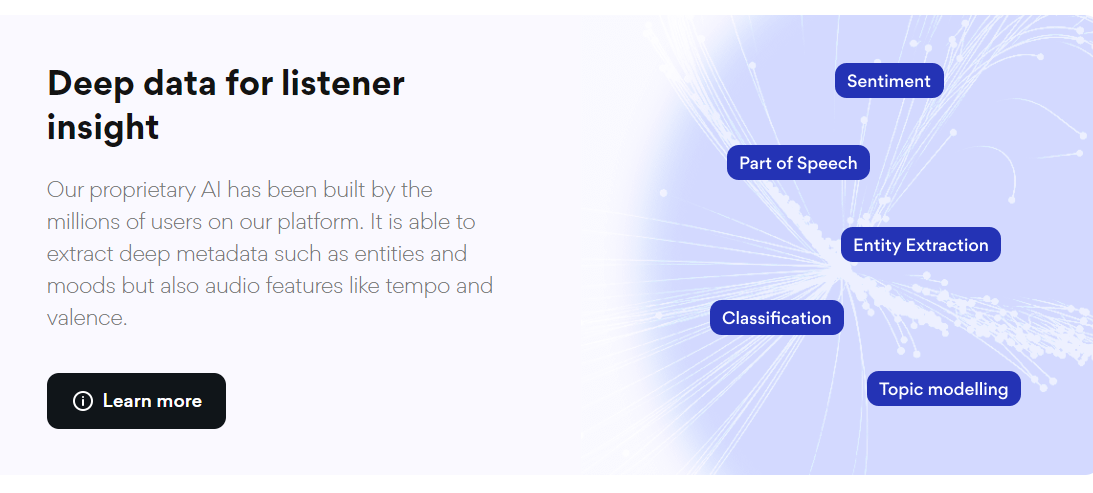 Deep data for listener
insight
Our proprietary AI has been built by the
millions of users on our platform. It is able to
extract deep metadata such as entities and
moods but also audio features like tempo and
valence.
Learn more
Sentiment
Part of Speech
Entity Extraction
Classification
Topic modelling